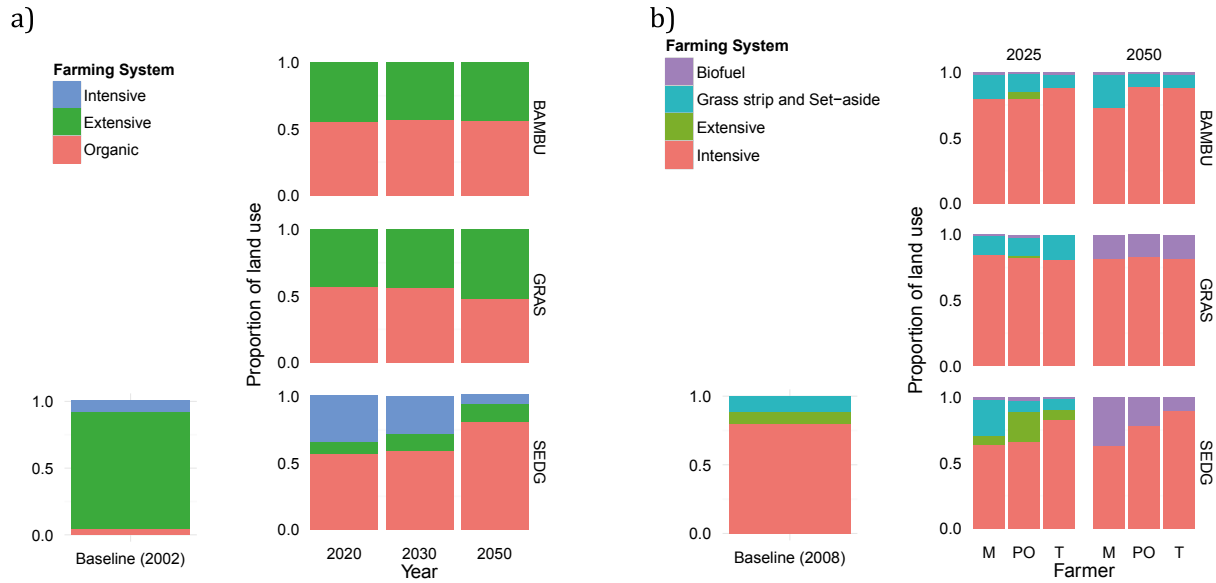 a)
Farming System
Intensive
Extensive
Organic
Proportion of land use
1.0
0.5
0.0
BAMBU
1.0
0.5
0.0
GRAS
1.0
0.5
0.0
SEDG
2020 2030 2050
Year
1.0
0.5
0.0
Baseline (2002)
b)
Farming System
Biofuel
Grass strip and Set-aside
Extensive
Intensive
Proportion of land use
2025 2050
1.0
0.5
0.0
BAMBU
1.0
0.5
0.0
GRAS
1.0
0.5
0.0
SEDG
M PO T M PO T
Farmer
1.0
0.5
0.0
Baseline (2008)